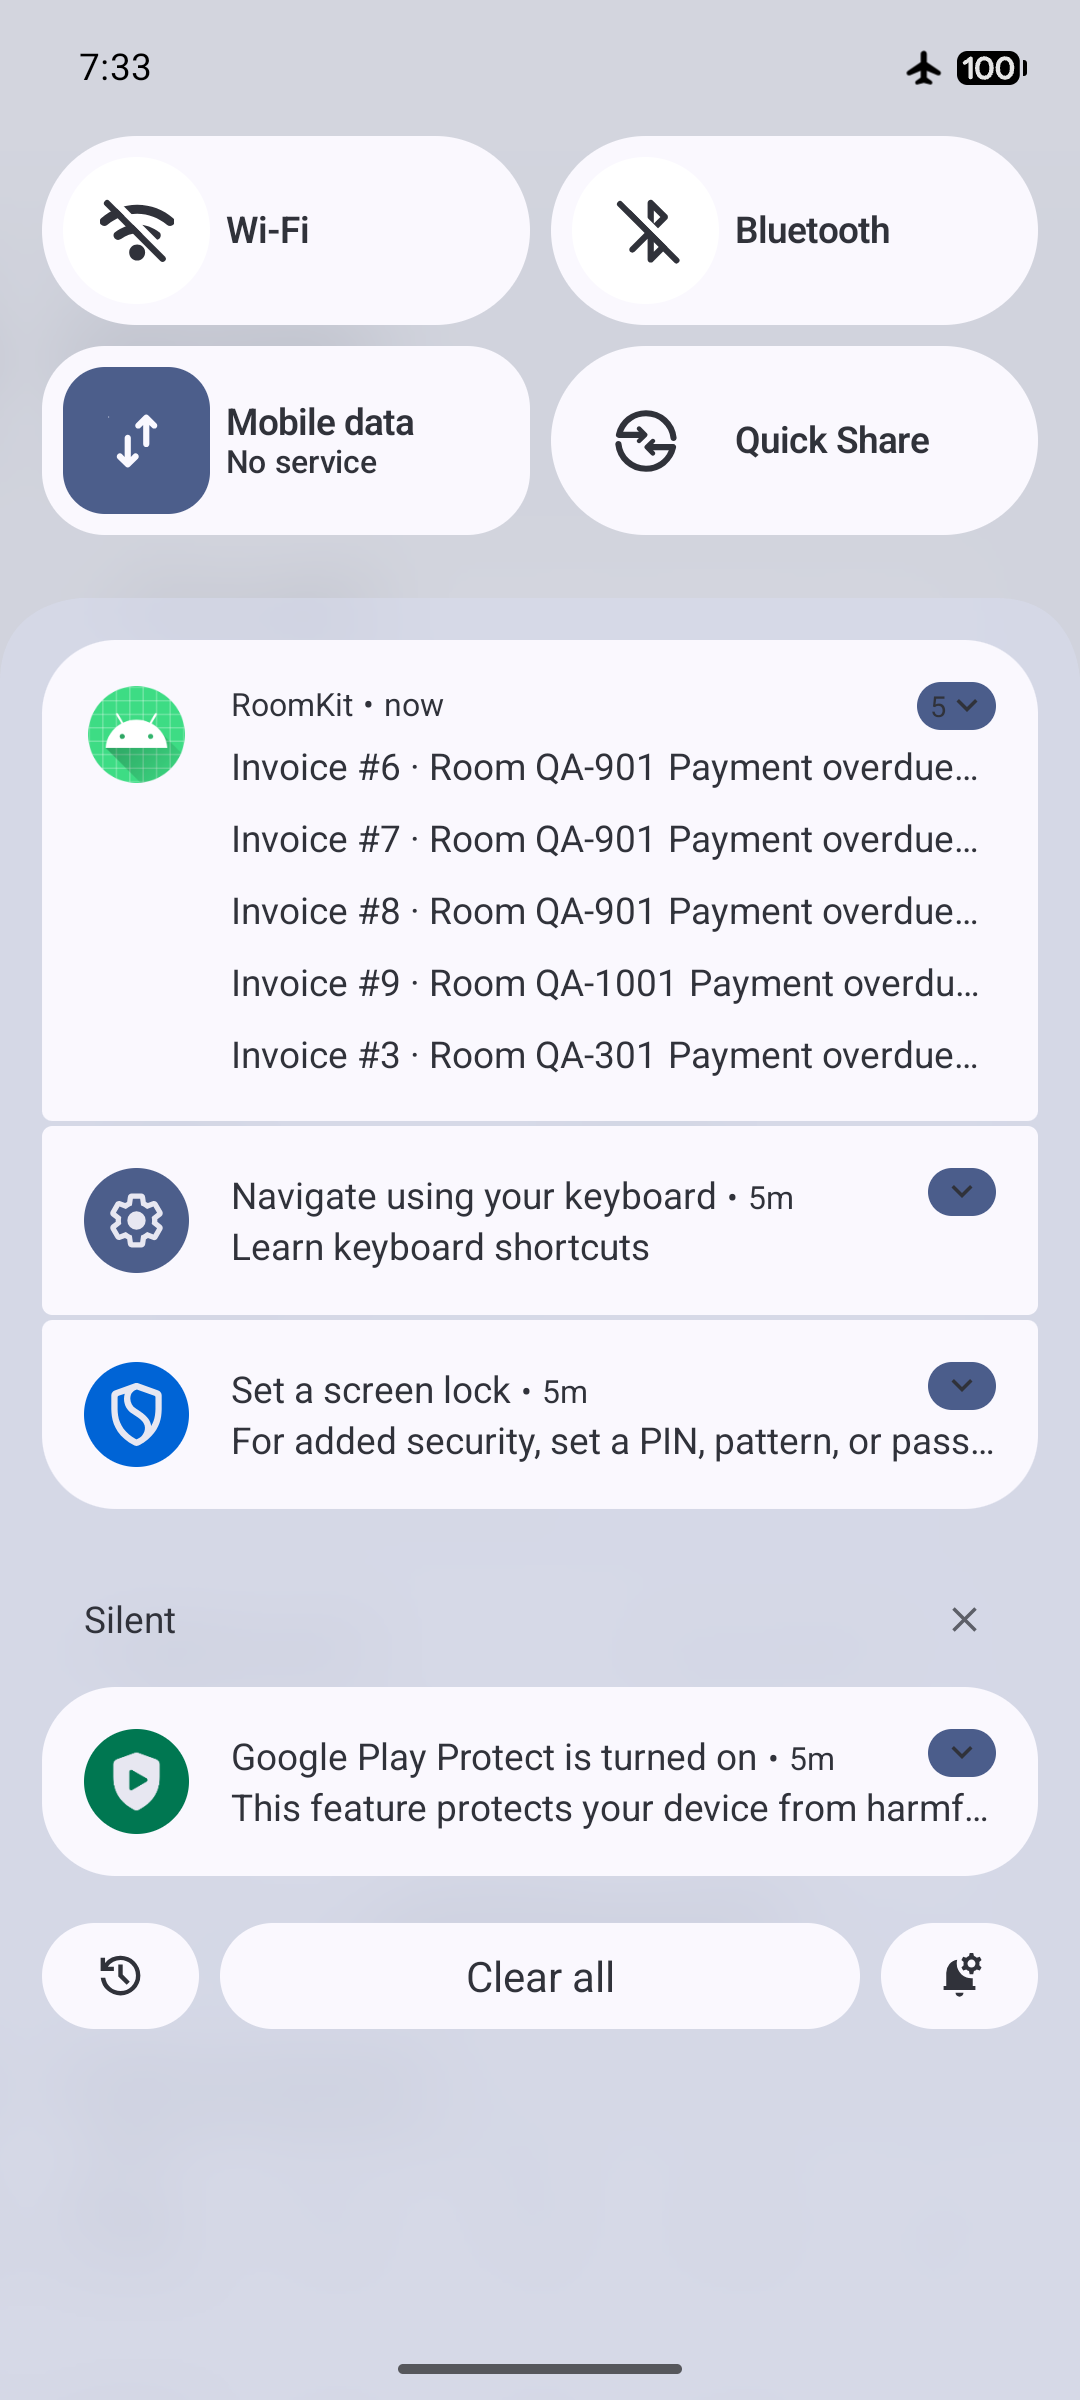 7:33
100
Wi-Fi
Bluetooth
Mobile data
No service
Quick Share
RoomKit • now
5
Invoice #6 · Room QA-901 Payment overdue…
Invoice #7 · Room QA-901 Payment overdue…
Invoice #8 · Room QA-901 Payment overdue…
Invoice #9 · Room QA-1001 Payment overdu…
Invoice #3 · Room QA-301 Payment overdue…
Navigate using your keyboard • 5m
Learn keyboard shortcuts
Set a screen lock • 5m
For added security, set a PIN, pattern, or pass…
Silent
Google Play Protect is turned on • 5m
This feature protects your device from harmf…
Clear all